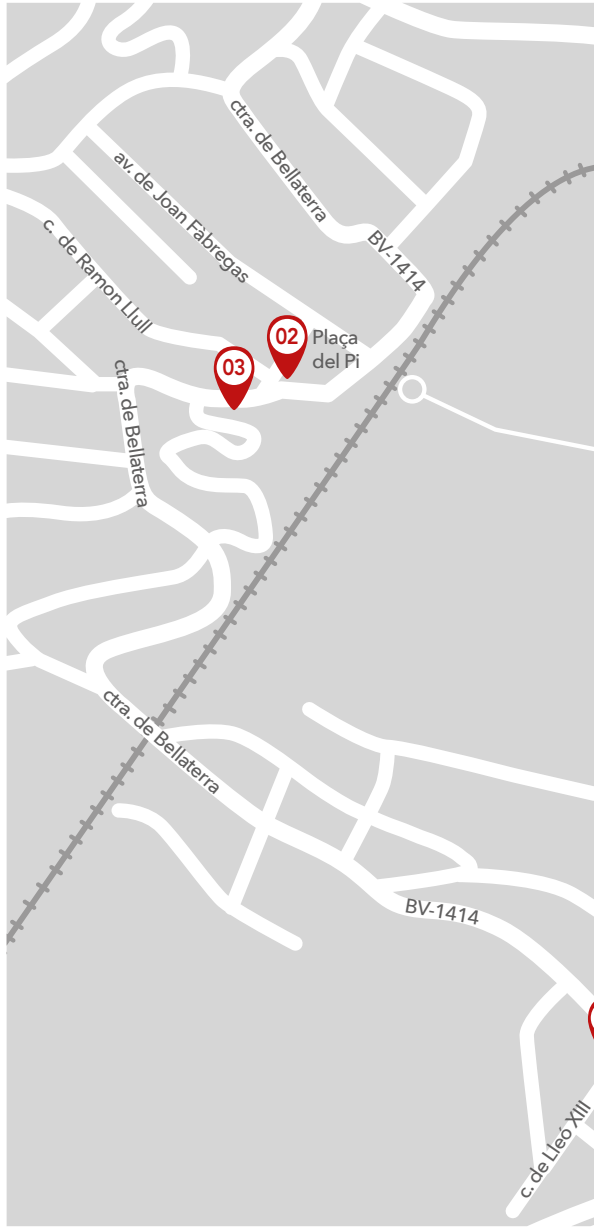 ctra. de Bellaterra
av. de Joan Fàbregas
c. de Ramon Llull
BV-1414
02
Plaça
del Pi
03
ctra. de Bellaterra
ctra. de Bellaterra
BV-1414
c. de Lleó XIII